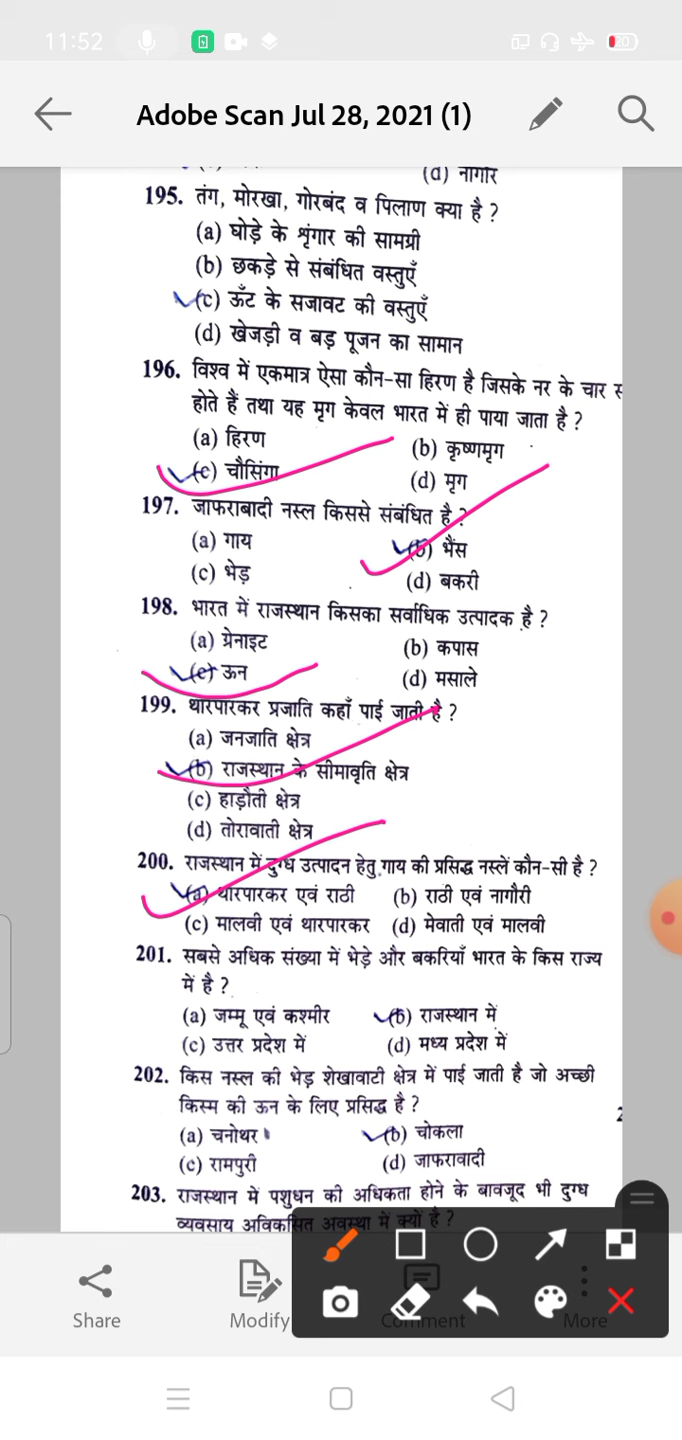 11:52
20
Adobe Scan Jul 28, 2021 (1)
(d) नागौर
195. तंग, मोरखा, गोरबंद व पिलाण क्या है ?
(a) घोड़े के शृंगार की सामग्री
(b) छकड़े से संबंधित वस्तुएँ
(c) ऊँट के सजावट की वस्तुएँ
(d) खेजड़ी व बड़ पूजन का सामान
196. विश्व में एकमात्र ऐसा कौन-सा हिरण है जिसके नर के चार
होते हैं तथा यह मृग केवल भारत में ही पाया जाता है ?
(a) हिरण (b) कृष्णमृग
(c) चौसिंगा (d) मृग
197. जाफराबादी नस्ल किससे संबंधित है ?
(a) गाय (b) भैंस
(c) भेड़ (d) बकरी
198. भारत में राजस्थान किसका सर्वाधिक उत्पादक है ?
(a) ग्रेनाइट (b) कपास
(c) ऊन (d) मसाले
199. थारपारकर प्रजाति कहाँ पाई जाती है ?
(a) जनजाति क्षेत्र
(b) राजस्थान के सीमावृति क्षेत्र
(c) हाड़ौती क्षेत्र
(d) तोरावाती क्षेत्र
200. राजस्थान में दुग्ध उत्पादन हेतु गाय की प्रसिद्ध नस्लें कौन-सी है ?
(a) थारपारकर एवं राठी (b) राठी एवं नागौरी
(c) मालवी एवं थारपारकर (d) मेवाती एवं मालवी
201. सबसे अधिक संख्या में भेड़े और बकरियाँ भारत के किस राज्य
में है ?
(a) जम्मू एवं कश्मीर (b) राजस्थान में
(c) उत्तर प्रदेश में (d) मध्य प्रदेश में
202. किस नस्ल की भेड़ शेखावाटी क्षेत्र में पाई जाती है जो अच्छी
किस्म की ऊन के लिए प्रसिद्ध है ?
(a) चनोथर (b) चोकला
(c) रामपुरी (d) जाफरावादी
203. राजस्थान में पशुधन की अधिकता होने के बावजूद भी दुग्ध
व्यवसाय अविकसित अवस्था में क्यों है ?
Share Modify Comment More